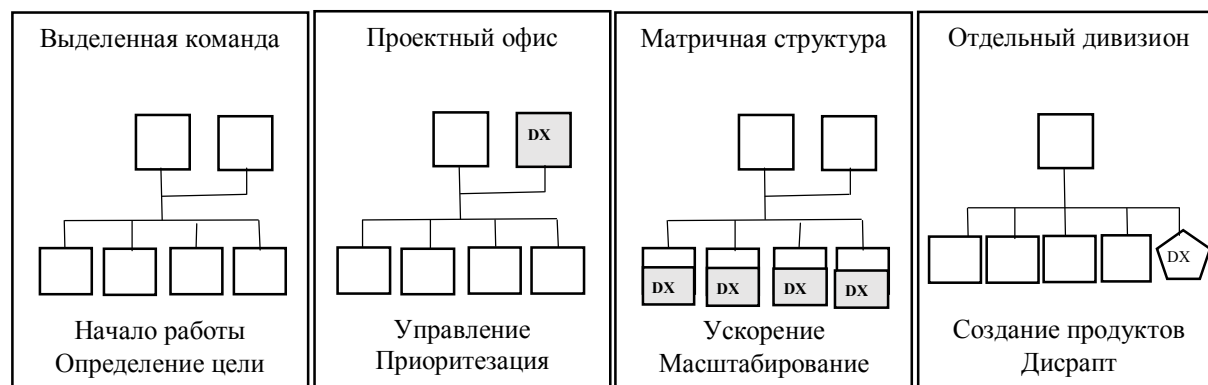 Выделенная команда
Начало работы
Определение цели
Проектный офис
DX
Управление
Приоритезация
Матричная структура
DX
DX
DX
DX
Ускорение
Масштабирование
Отдельный дивизион
DX
Создание продуктов
Дисрапт